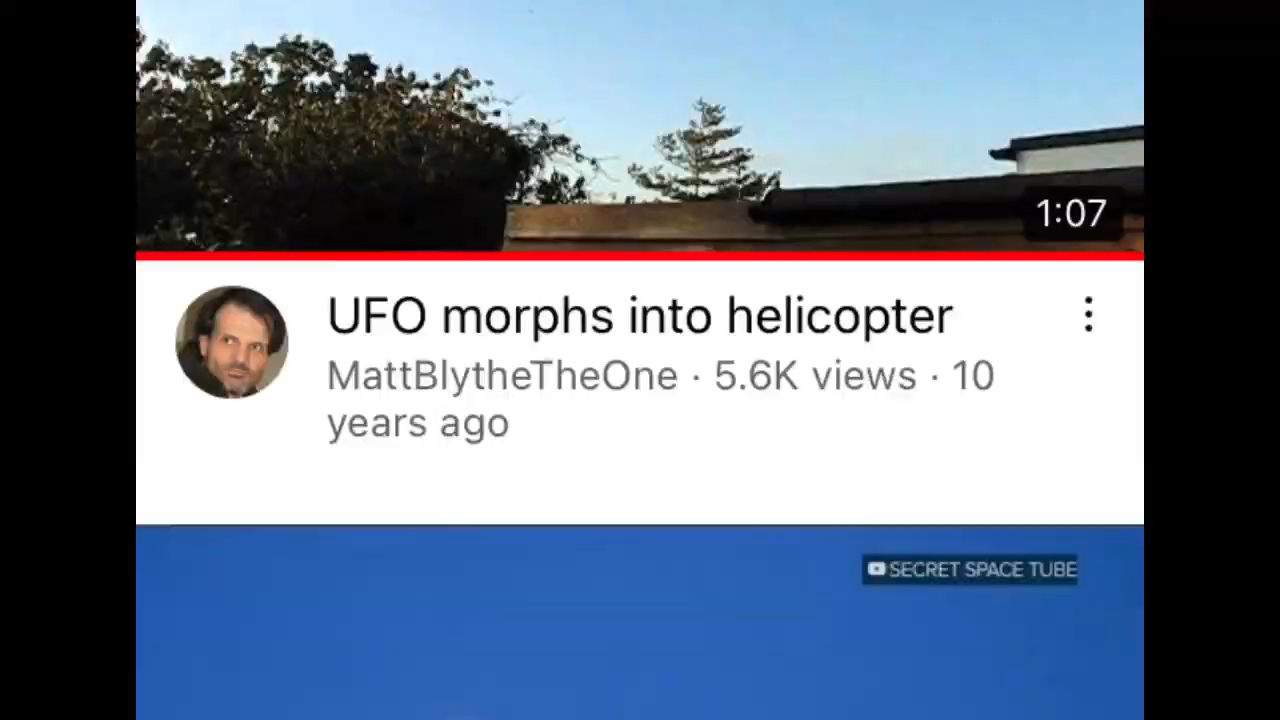 1:07
UFO morphs into helicopter
MattBlytheTheOne · 5.6K views · 10
years ago
SECRET SPACE TUBE